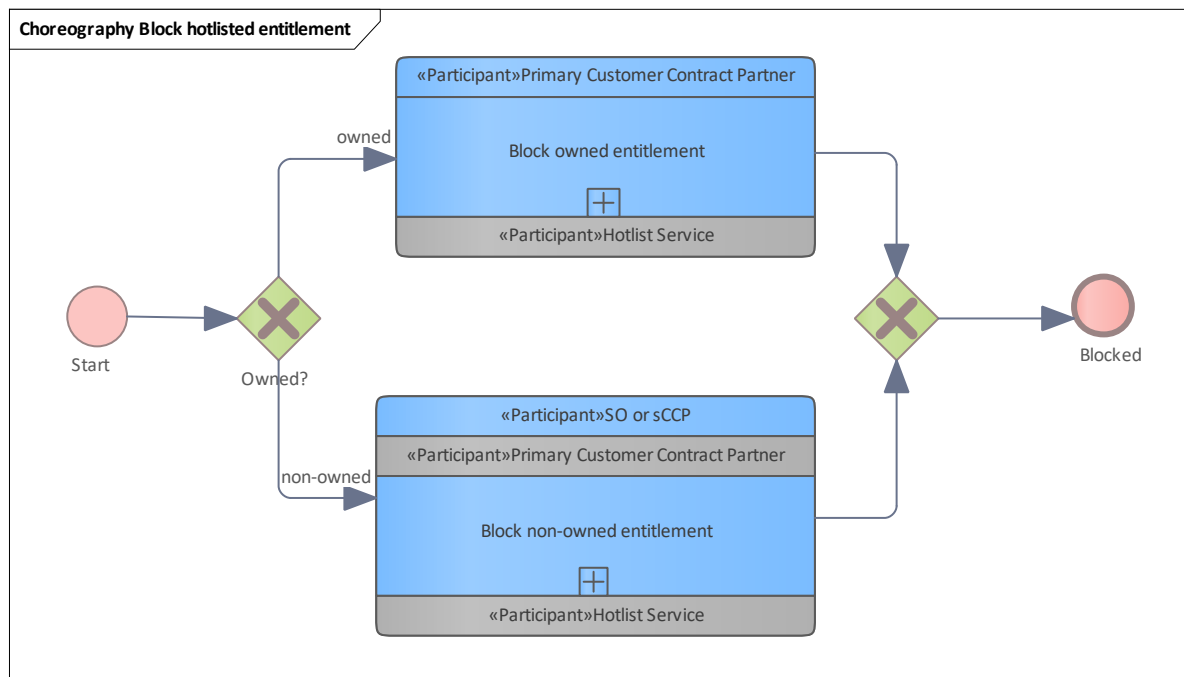 Choreography Block hotlisted entitlement
«Participant»Primary Customer Contract Partner
owned
Block owned entitlement
«Participant»Hotlist Service
Start
Owned?
Blocked
«Participant»SO or sCCP
«Participant»Primary Customer Contract Partner
non-owned
Block non-owned entitlement
«Participant»Hotlist Service